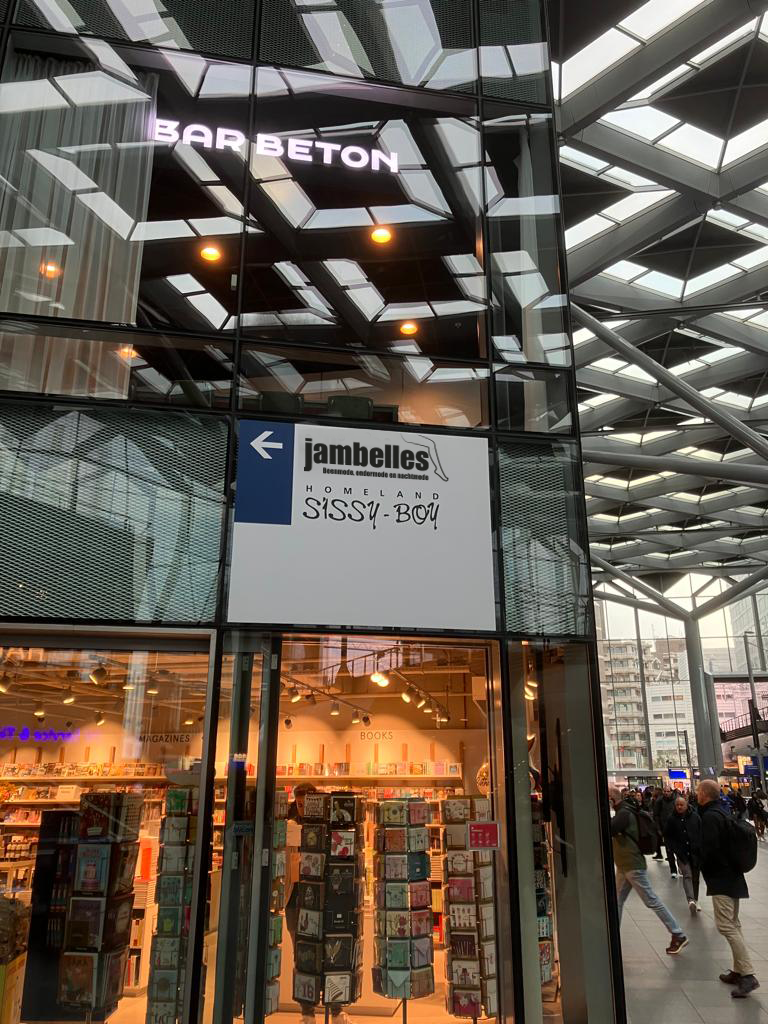 BAR BETON
jambelles
Beenmode, ondermode en nachtmode
HOMELAND
SISSY-BOY
MAGAZINES
BOOKS